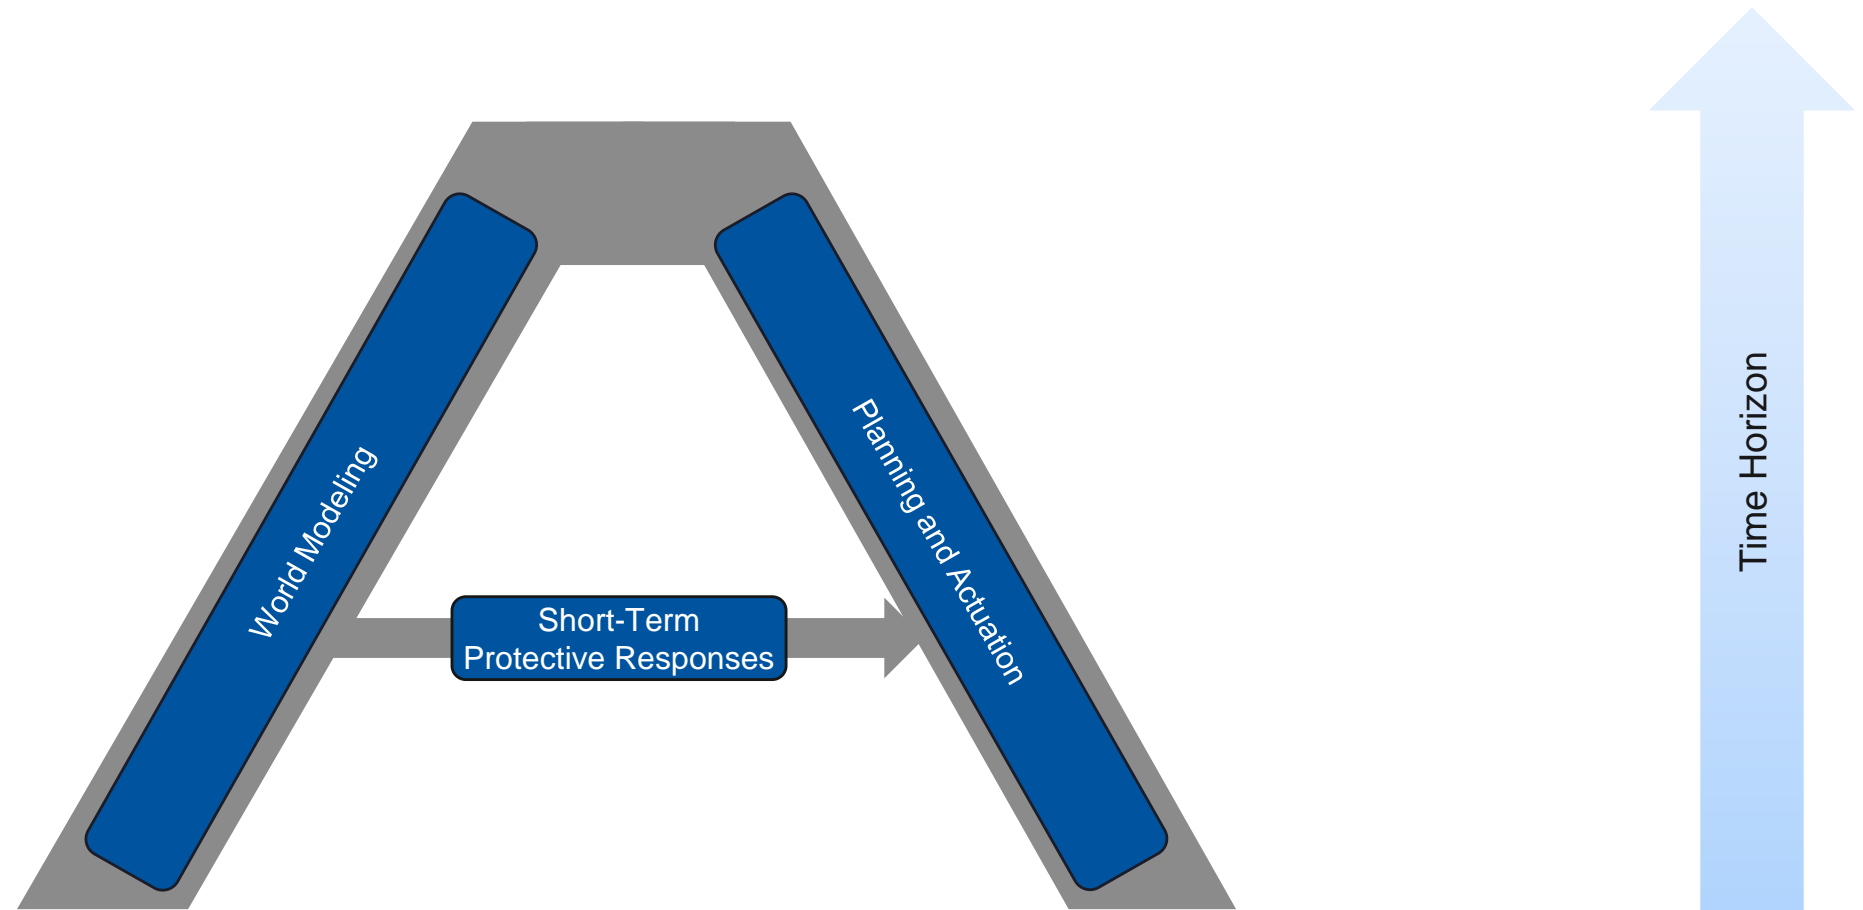 World Modeling
Planning and Actuation
Short-Term
Protective Responses
Time Horizon